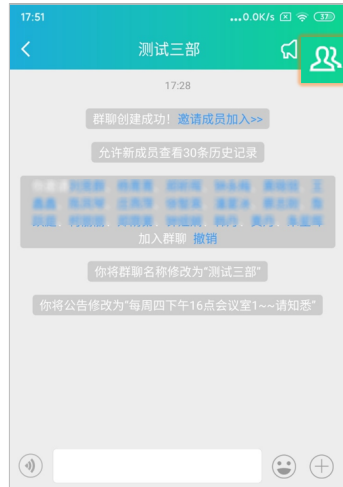 17:51
...0.0K/s 37
测试三部
17:28
群聊创建成功！邀请成员加入>>
允许新成员查看30条历史记录
加入群聊 撤销
你将群聊名称修改为“测试三部”
你将公告修改为“每周四下午16点会议室1~~请知悉”